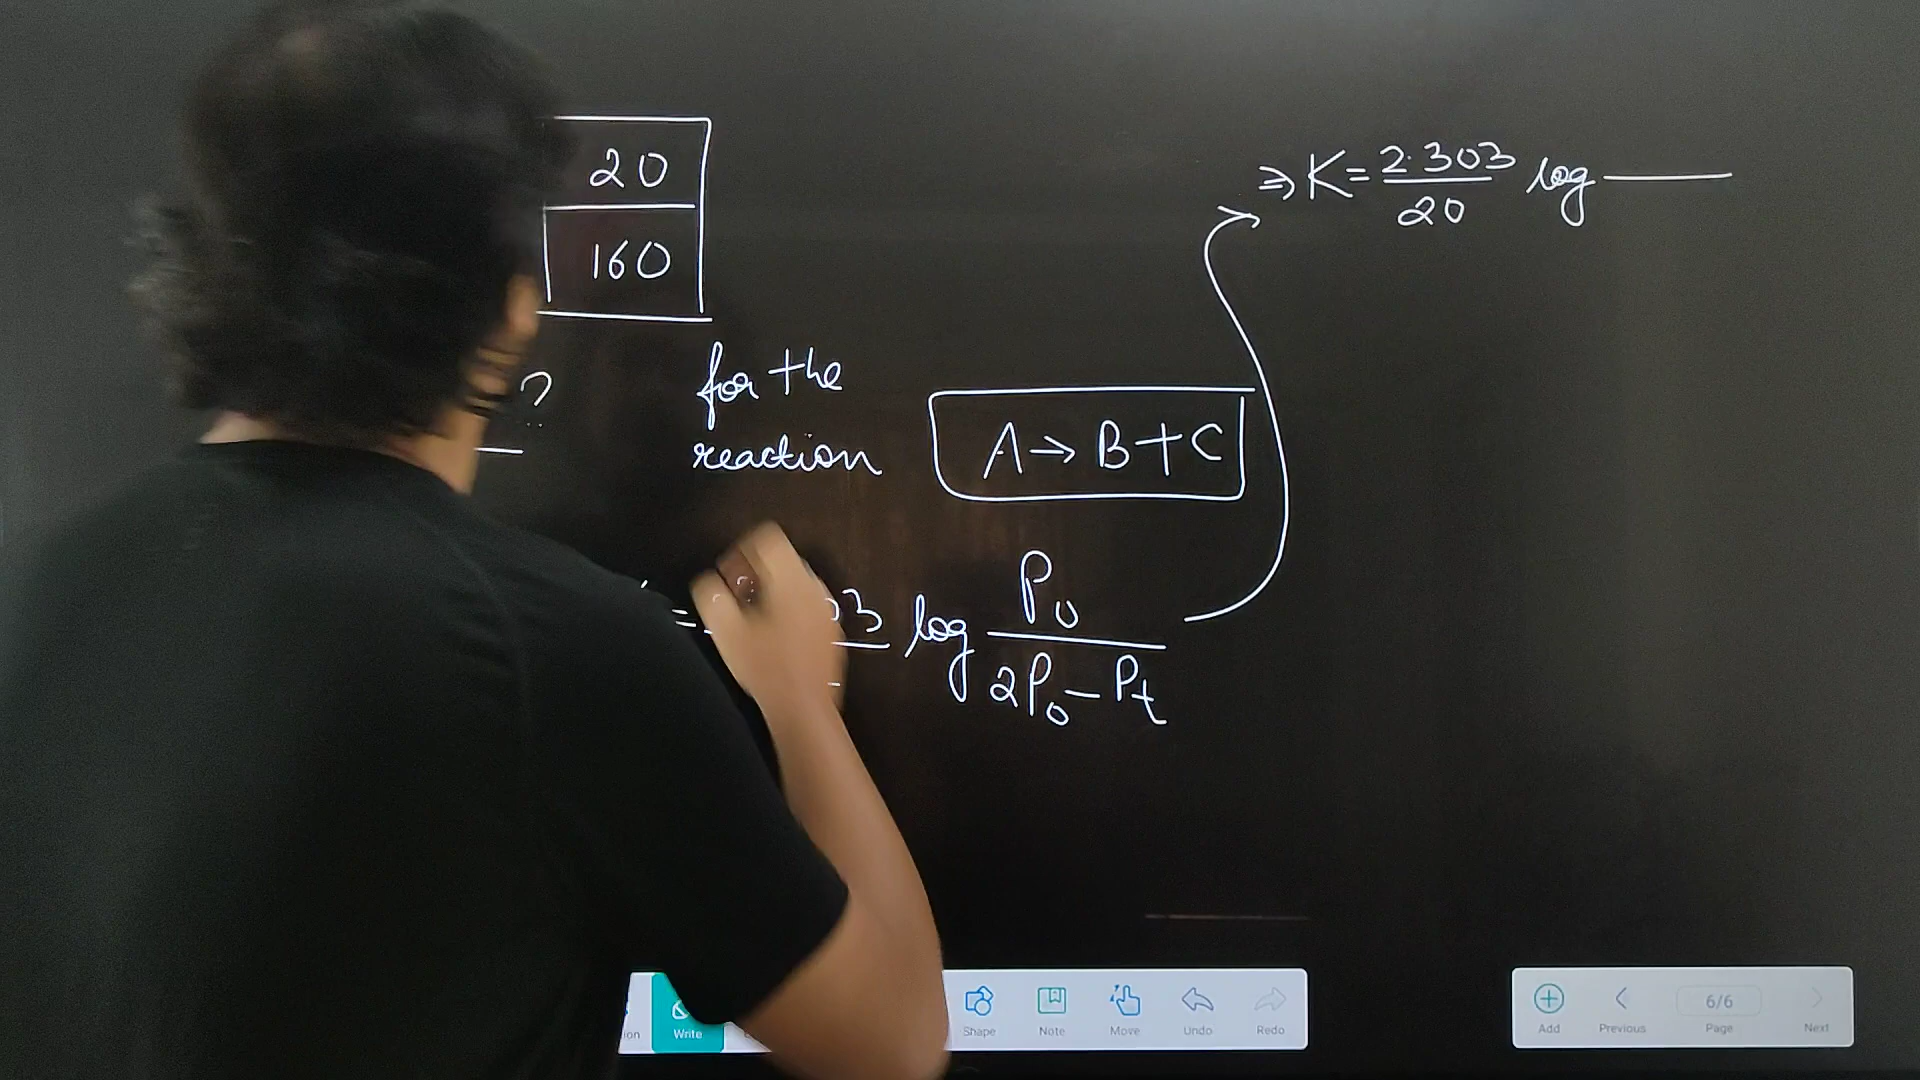 20
160
⇒ K = 2.303/20 log
?
for the
reaction
A → B + C
= 03 log P₀/(2P₀ − Pₜ)
Write
Shape
Note
Move
Undo
Redo
Add
Previous
6/6
Page
Next